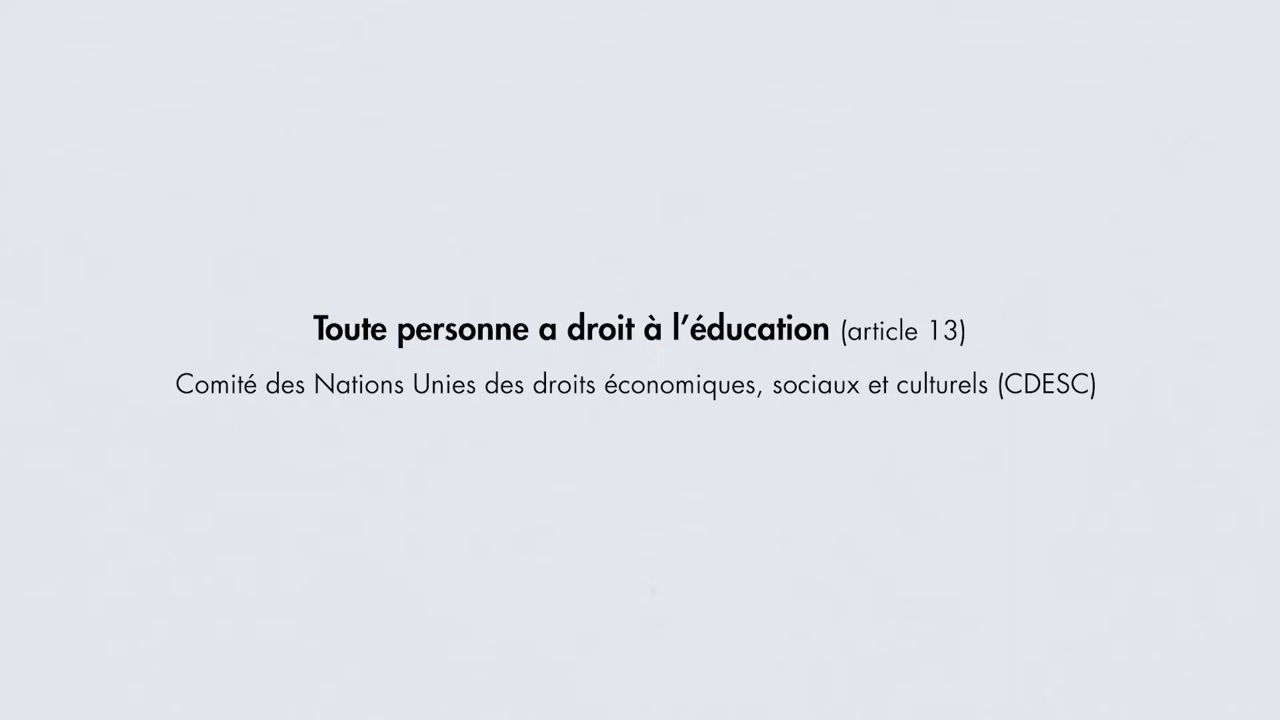 Toute personne a droit à l’éducation (article 13)
Comité des Nations Unies des droits économiques, sociaux et culturels (CDESC)